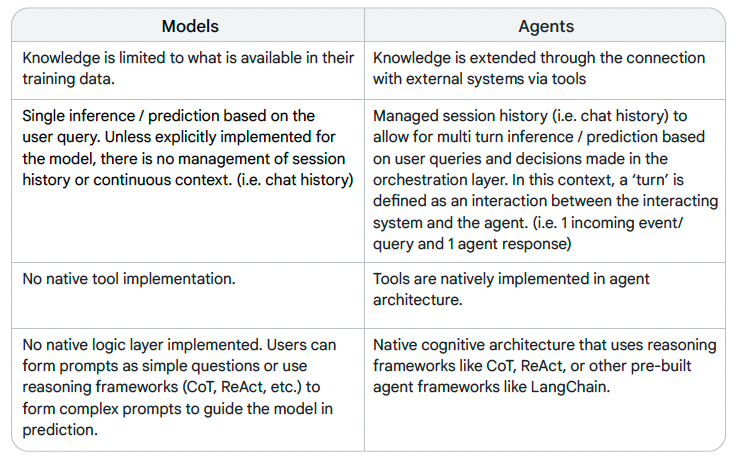 Models
Agents
Knowledge is limited to what is available in their
training data.
Knowledge is extended through the connection
with external systems via tools
Single inference / prediction based on the
user query. Unless explicitly implemented for
the model, there is no management of session
history or continuous context. (i.e. chat history)
Managed session history (i.e. chat history) to
allow for multi turn inference / prediction based
on user queries and decisions made in the
orchestration layer. In this context, a ‘turn’ is
defined as an interaction between the interacting
system and the agent. (i.e. 1 incoming event/
query and 1 agent response)
No native tool implementation.
Tools are natively implemented in agent
architecture.
No native logic layer implemented. Users can
form prompts as simple questions or use
reasoning frameworks (CoT, ReAct, etc.) to
form complex prompts to guide the model in
prediction.
Native cognitive architecture that uses reasoning
frameworks like CoT, ReAct, or other pre-built
agent frameworks like LangChain.